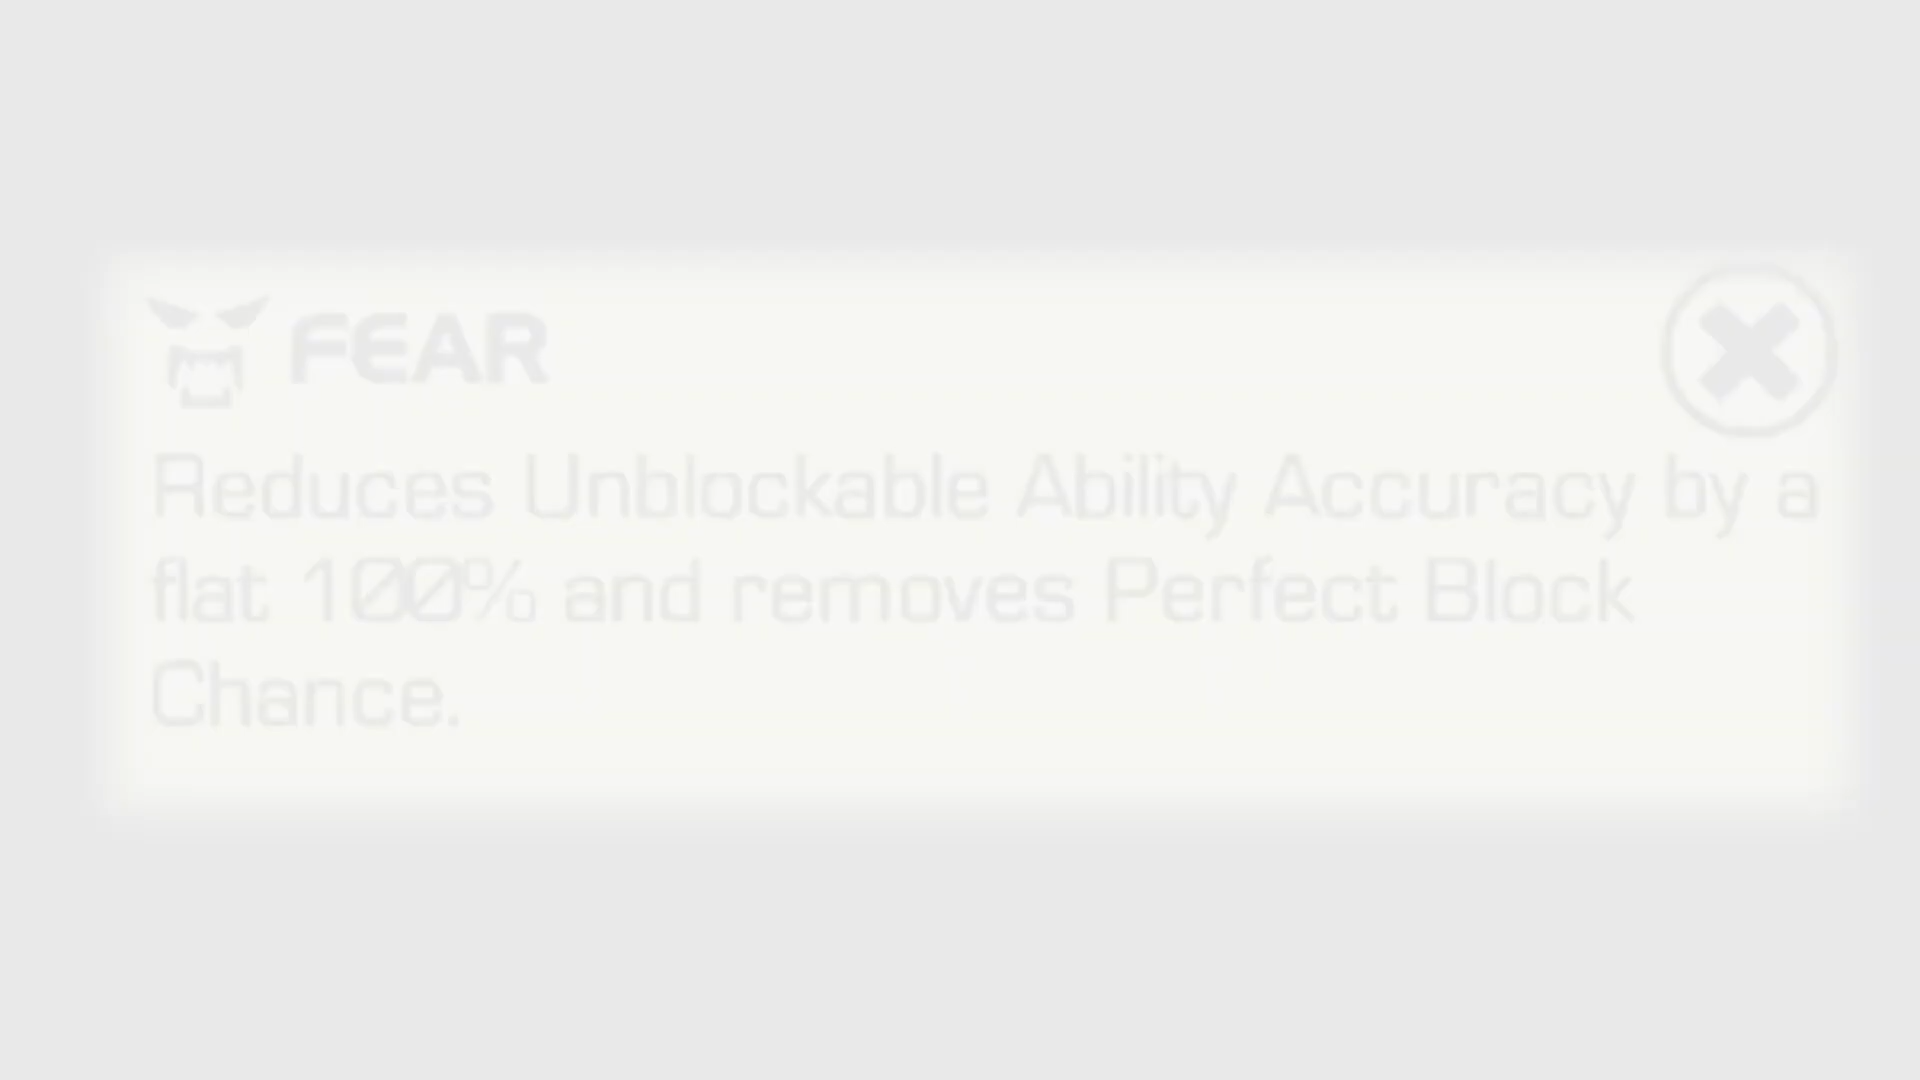 FEAR
Reduces Unblockable Ability Accuracy by a
flat 100% and removes Perfect Block
Chance.